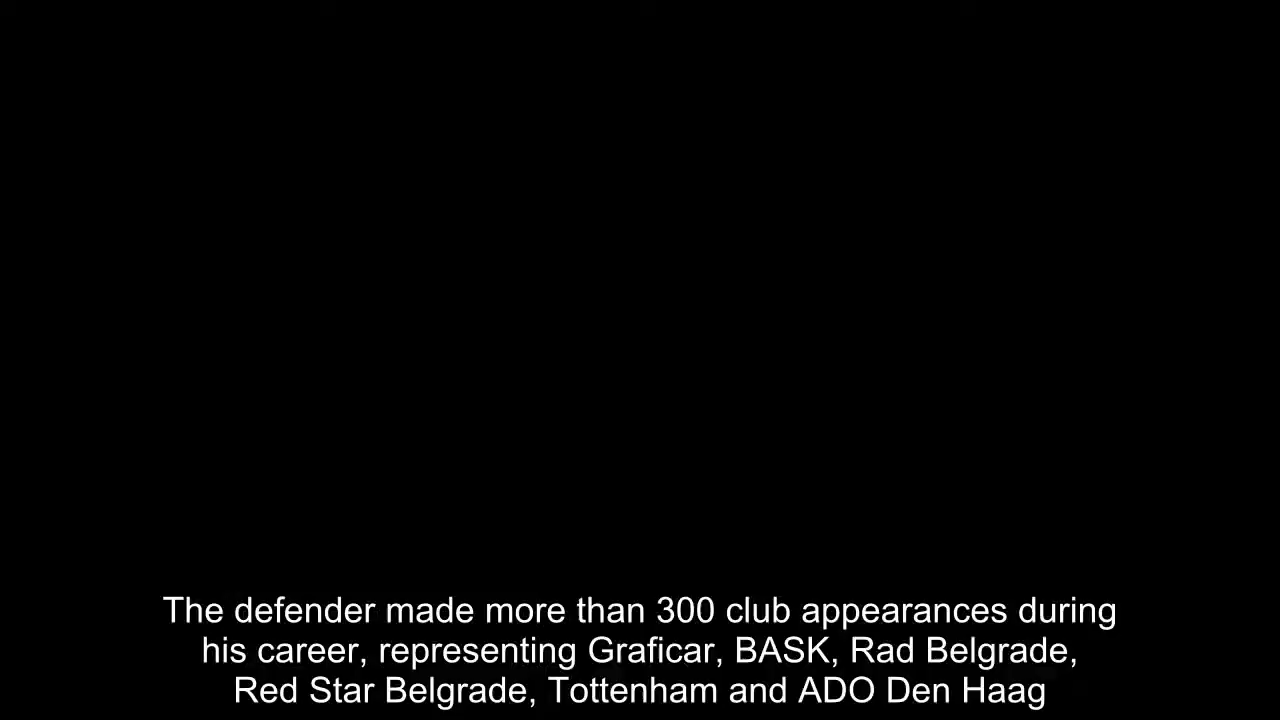 The defender made more than 300 club appearances during
his career, representing Graficar, BASK, Rad Belgrade,
Red Star Belgrade, Tottenham and ADO Den Haag